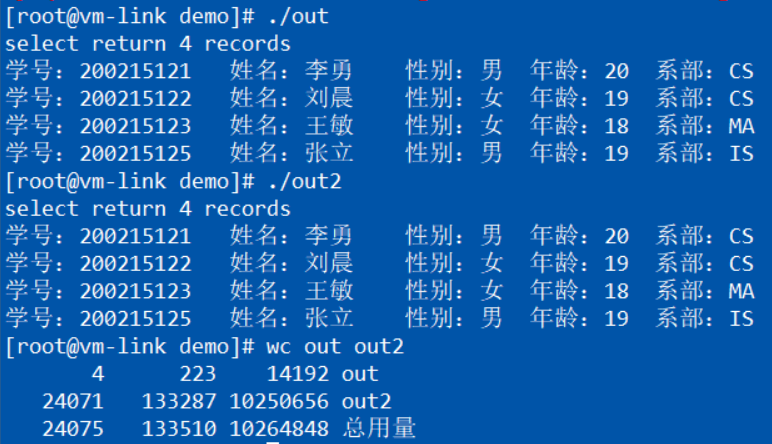 [root@vm-link demo]# ./out
select return 4 records
学号：200215121 姓名：李勇 性别：男 年龄：20 系部：CS
学号：200215122 姓名：刘晨 性别：女 年龄：19 系部：CS
学号：200215123 姓名：王敏 性别：女 年龄：18 系部：MA
学号：200215125 姓名：张立 性别：男 年龄：19 系部：IS
[root@vm-link demo]# ./out2
select return 4 records
学号：200215121 姓名：李勇 性别：男 年龄：20 系部：CS
学号：200215122 姓名：刘晨 性别：女 年龄：19 系部：CS
学号：200215123 姓名：王敏 性别：女 年龄：18 系部：MA
学号：200215125 姓名：张立 性别：男 年龄：19 系部：IS
[root@vm-link demo]# wc out out2
4 223 14192 out
24071 133287 10250656 out2
24075 133510 10264848 总用量